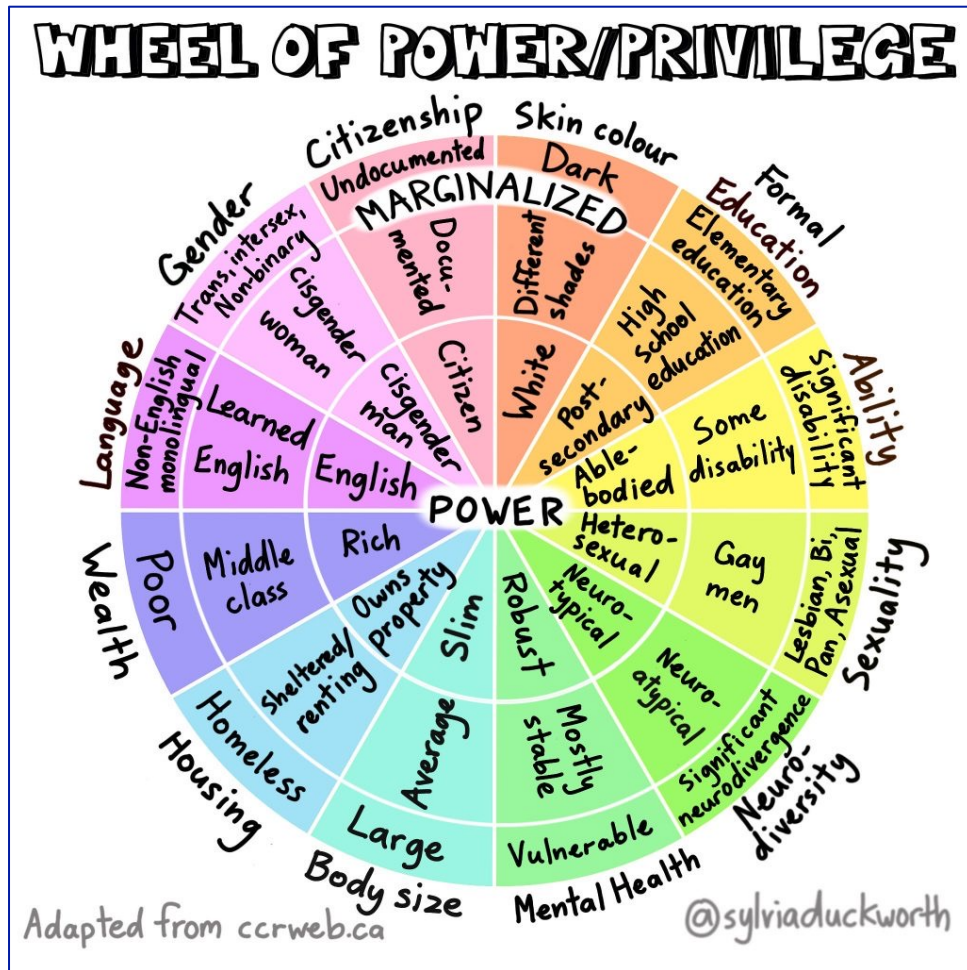 WHEEL OF POWER/PRIVILEGE
Citizenship
Undocumented
Docu-
mented
Citizen
Skin colour
Dark
Different
shades
White
Formal
Education
Elementary
education
High
school
education
Post-
secondary
Ability
Significant
disability
Some
disability
Able-
bodied
Sexuality
Lesbian, Bi,
Pan, Asexual
Gay
men
Hetero-
sexual
Neuro-
diversity
Significant
neurodivergence
Neuro-
atypical
Neuro-
typical
Mental Health
Vulnerable
Mostly
stable
Robust
Body size
Large
Average
Slim
Housing
Homeless
Sheltered/
renting
Owns
property
Wealth
Poor
Middle
class
Rich
Language
Non-English
monolingual
Learned
English
English
Gender
Trans, intersex,
Non-binary
cisgender
woman
cisgender
man
MARGINALIZED
POWER
Adapted from ccrweb.ca
@sylviaduckworth